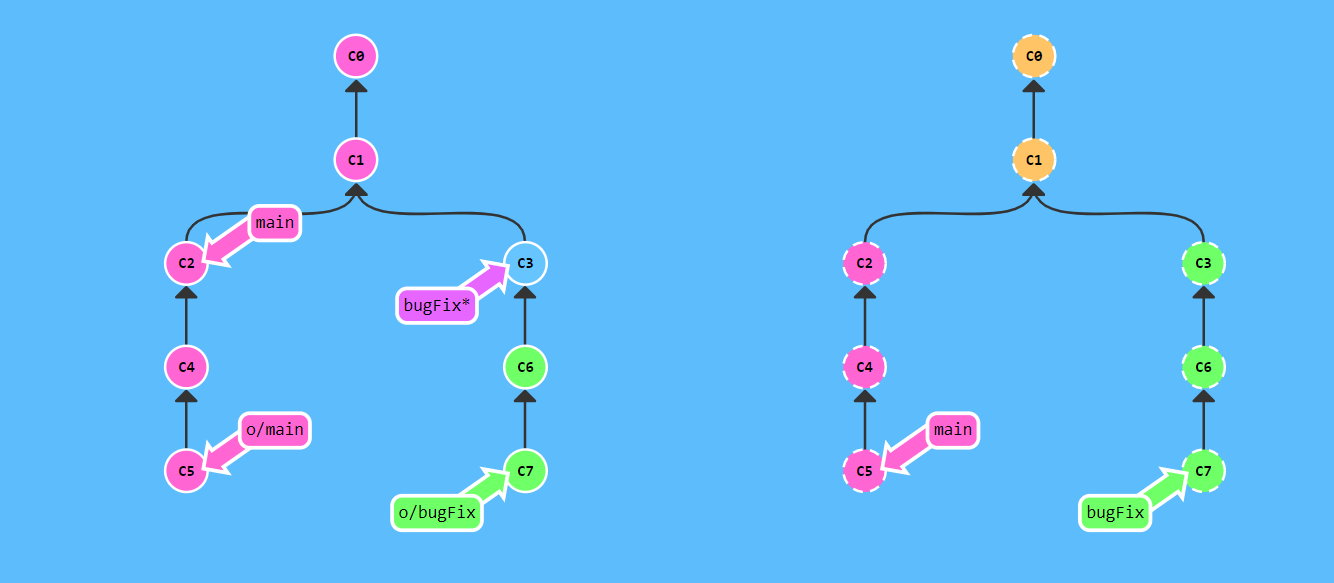 C0
C1
main
C2
C3
bugFix*
C4
C6
o/main
C5
C7
o/bugFix
C0
C1
C2
C3
C4
C6
main
C5
C7
bugFix